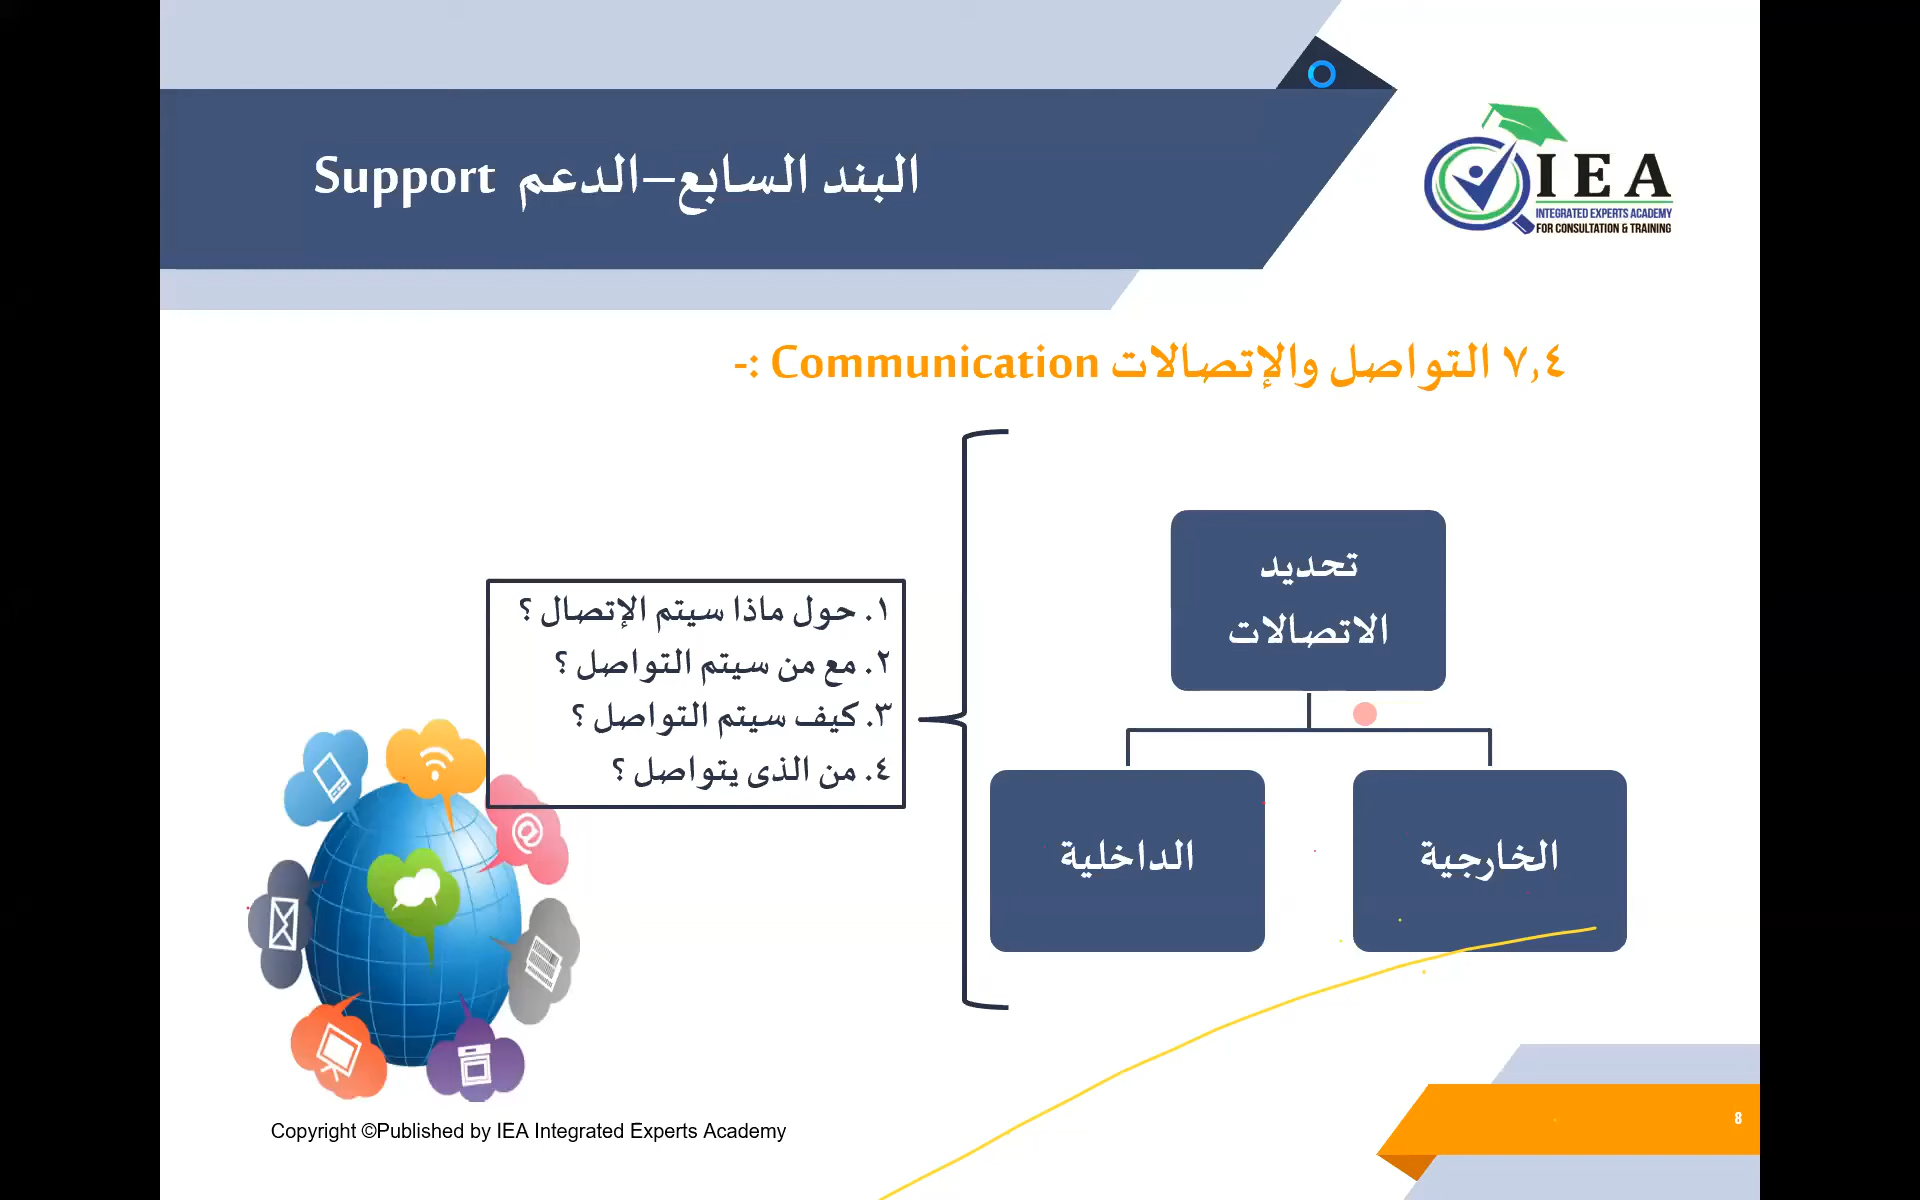 البند السابع–الدعم Support
IEA
INTEGRATED EXPERTS ACADEMY
FOR CONSULTATION & TRAINING
٧,٤ التواصل والإتصالات Communication :-
تحديد
الاتصالات
الخارجية
الداخلية
١. حول ماذا سيتم الإتصال ؟
٢. مع من سيتم التواصل ؟
٣. كيف سيتم التواصل ؟
٤. من الذى يتواصل ؟
@
Copyright ©Published by IEA Integrated Experts Academy
8